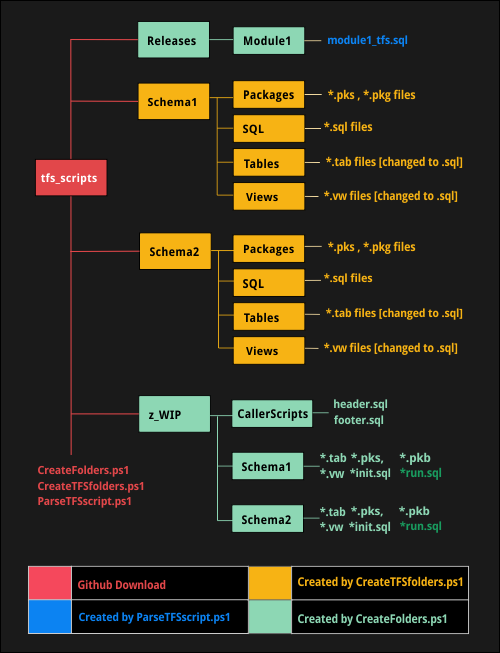 Releases Module1 module1_tfs.sql
Schema1 Packages *.pks , *.pkg files
SQL *.sql files
Tables *.tab files [changed to .sql]
Views *.vw files [changed to .sql]
tfs_scripts
Schema2 Packages *.pks , *.pkg files
SQL *.sql files
Tables *.tab files [changed to .sql]
Views *.vw files [changed to .sql]
z_WIP CallerScripts header.sql
footer.sql
Schema1 *.tab *.pks, *.pkb
*.vw *init.sql *run.sql
Schema2 *.tab *.pks, *.pkb
*.vw *init.sql *run.sql
CreateFolders.ps1
CreateTFSfolders.ps1
ParseTFSscript.ps1
Github Download Created by CreateTFSfolders.ps1
Created by ParseTFSscript.ps1 Created by CreateFolders.ps1